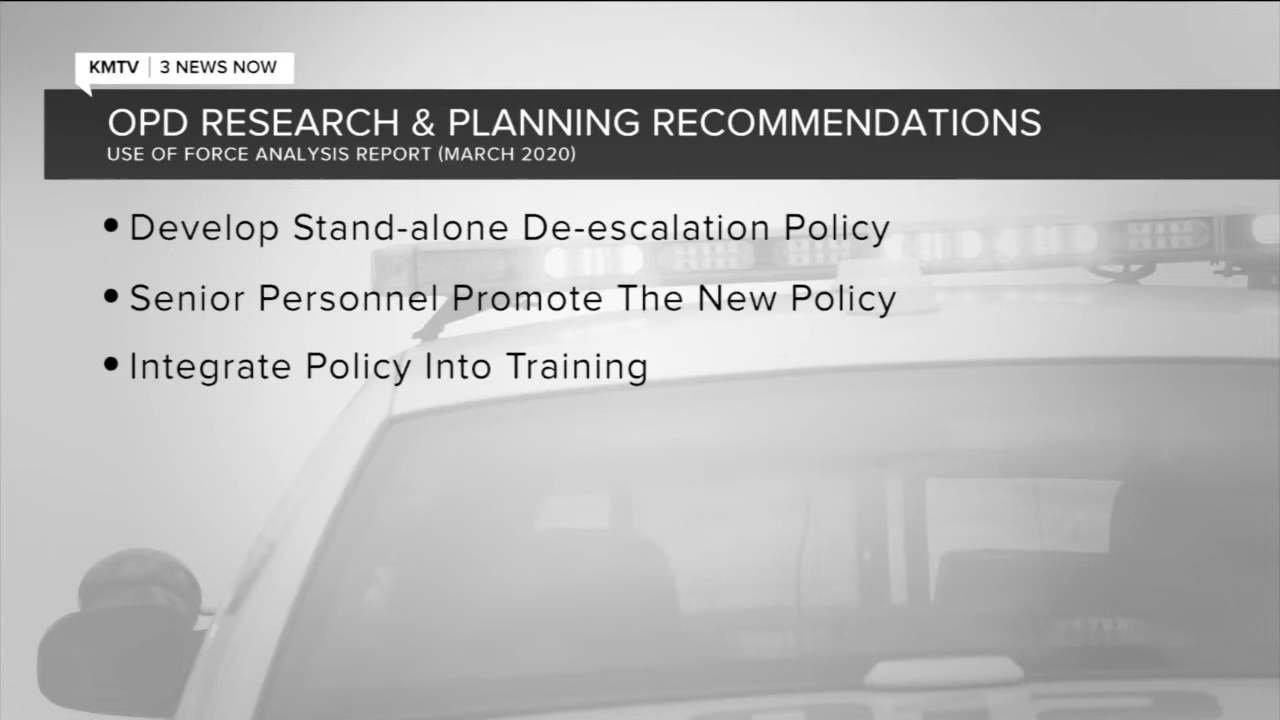 KMTV | 3 NEWS NOW
OPD RESEARCH & PLANNING RECOMMENDATIONS
USE OF FORCE ANALYSIS REPORT (MARCH 2020)
• Develop Stand-alone De-escalation Policy
• Senior Personnel Promote The New Policy
• Integrate Policy Into Training